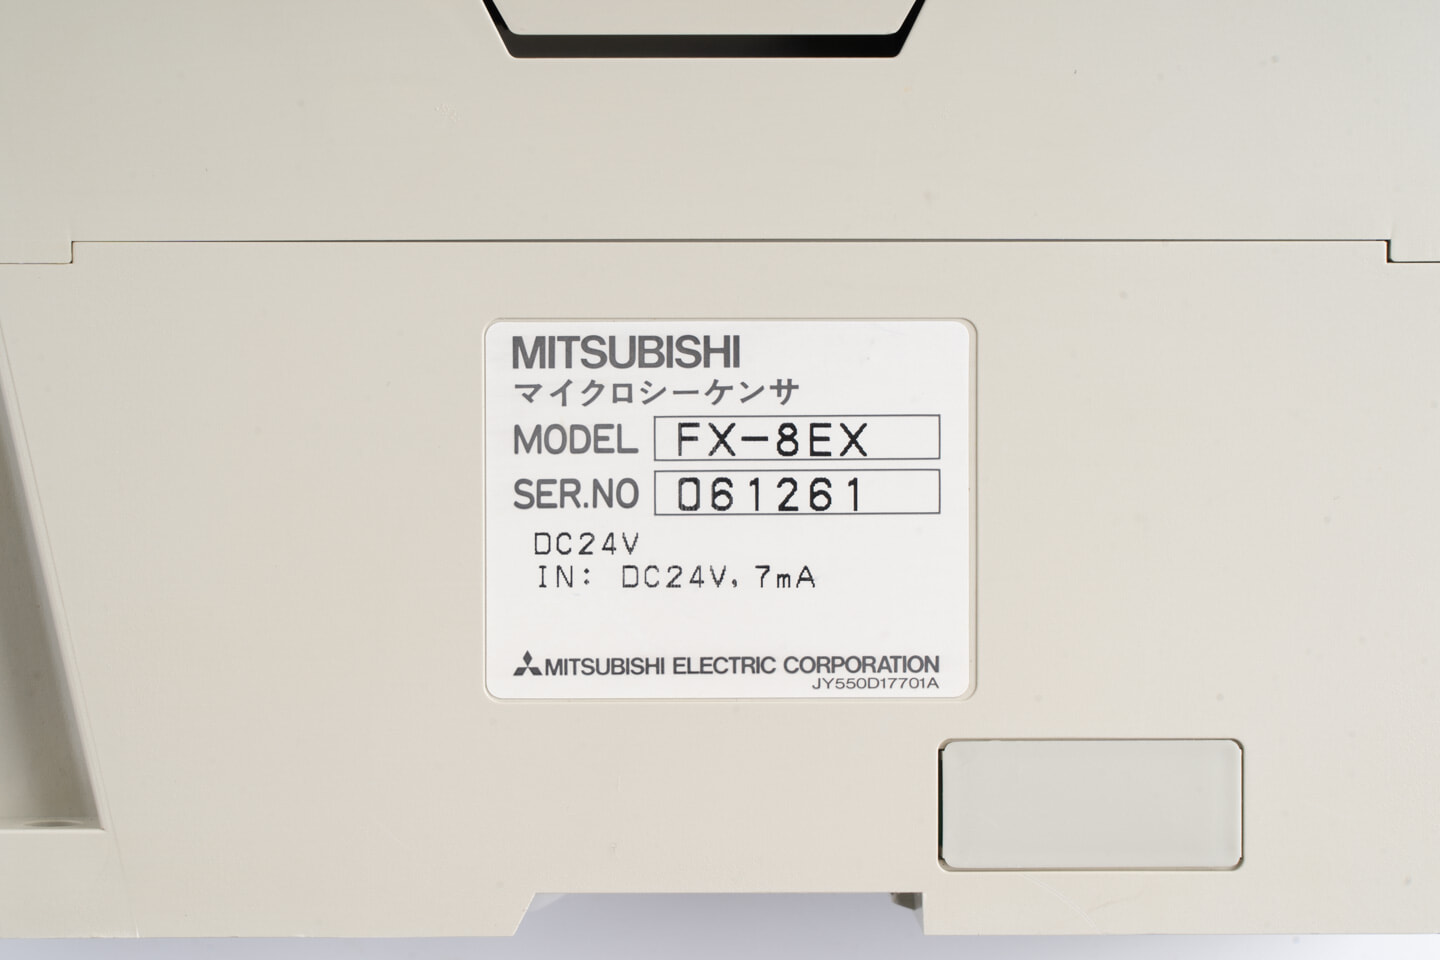 MITSUBISHI
マイクロシーケンサ
MODEL FX-8EX
SER.NO 061261
DC24V
IN: DC24V, 7mA
MITSUBISHI ELECTRIC CORPORATION
JY550D17701A